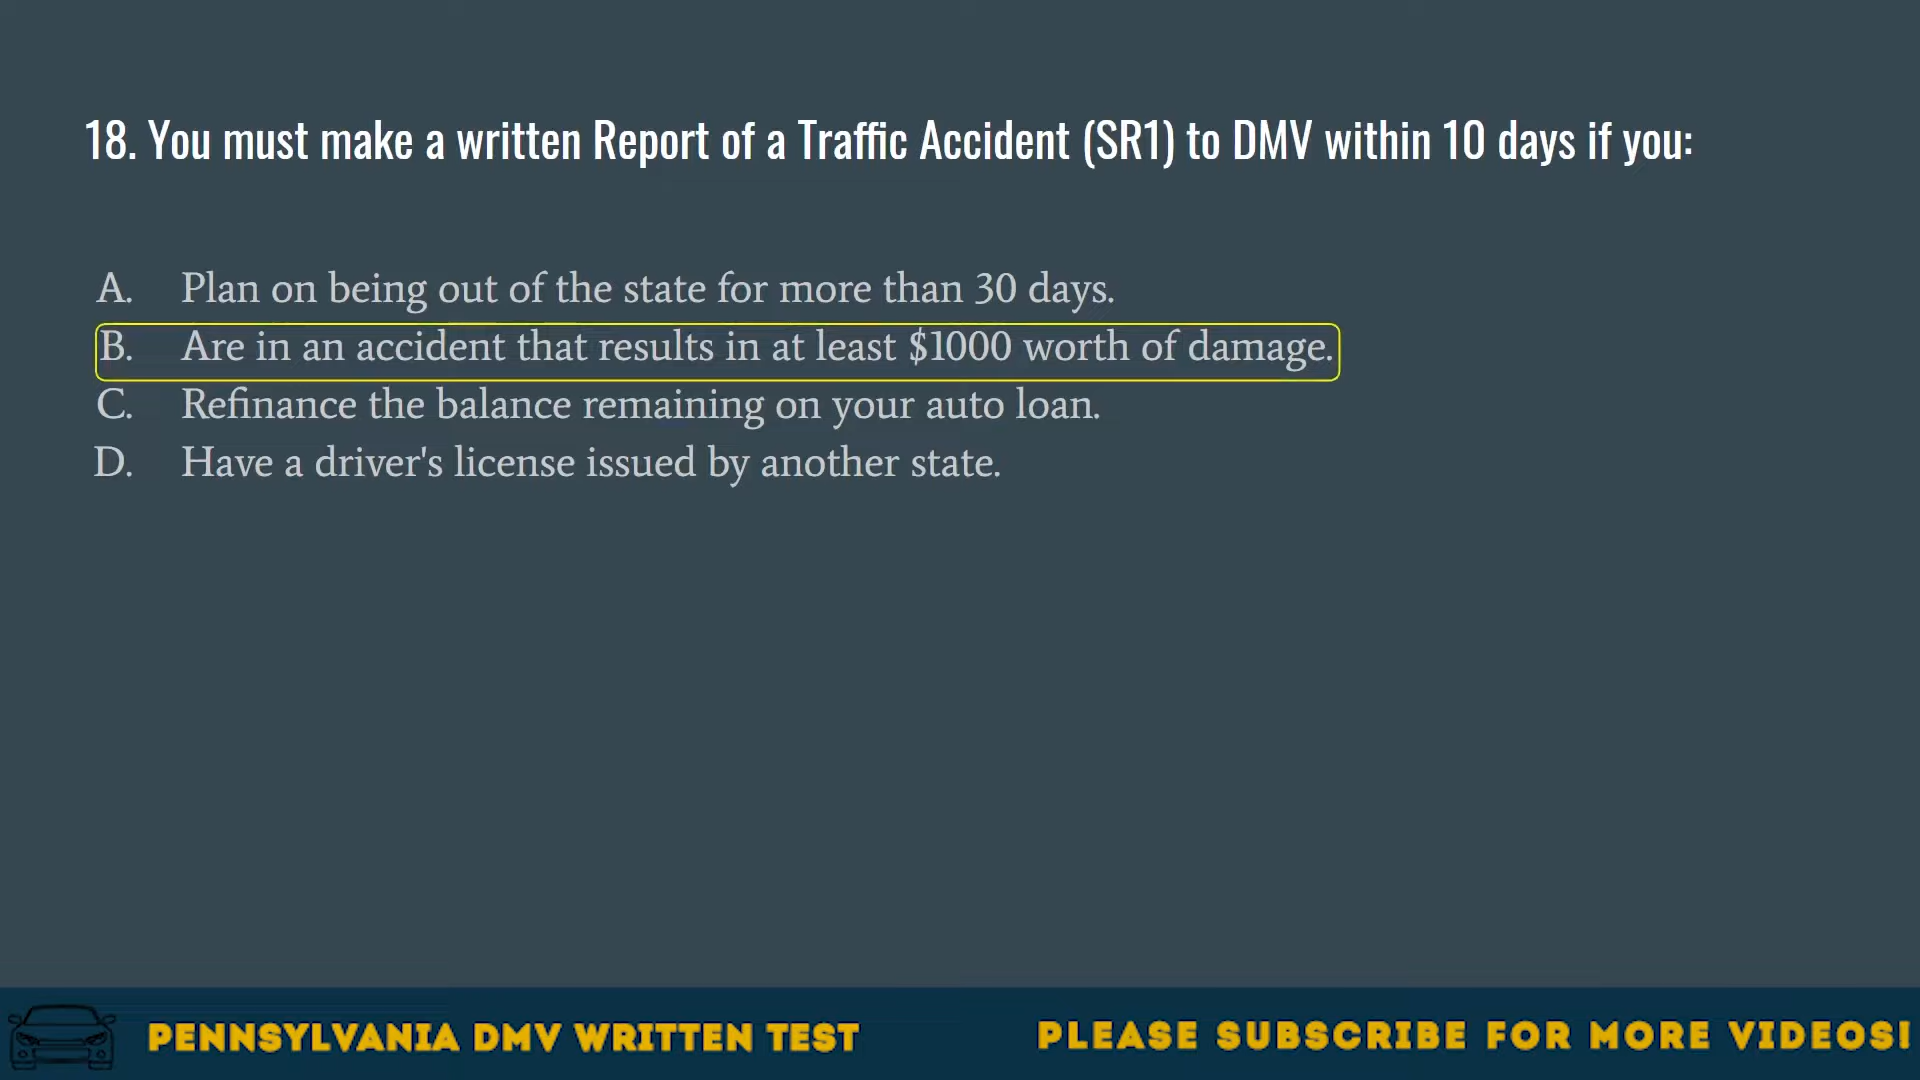 18. You must make a written Report of a Traffic Accident (SR1) to DMV within 10 days if you:
A. Plan on being out of the state for more than 30 days.
B. Are in an accident that results in at least $1000 worth of damage.
C. Refinance the balance remaining on your auto loan.
D. Have a driver's license issued by another state.
PENNSYLVANIA DMV WRITTEN TEST
PLEASE SUBSCRIBE FOR MORE VIDEOS!